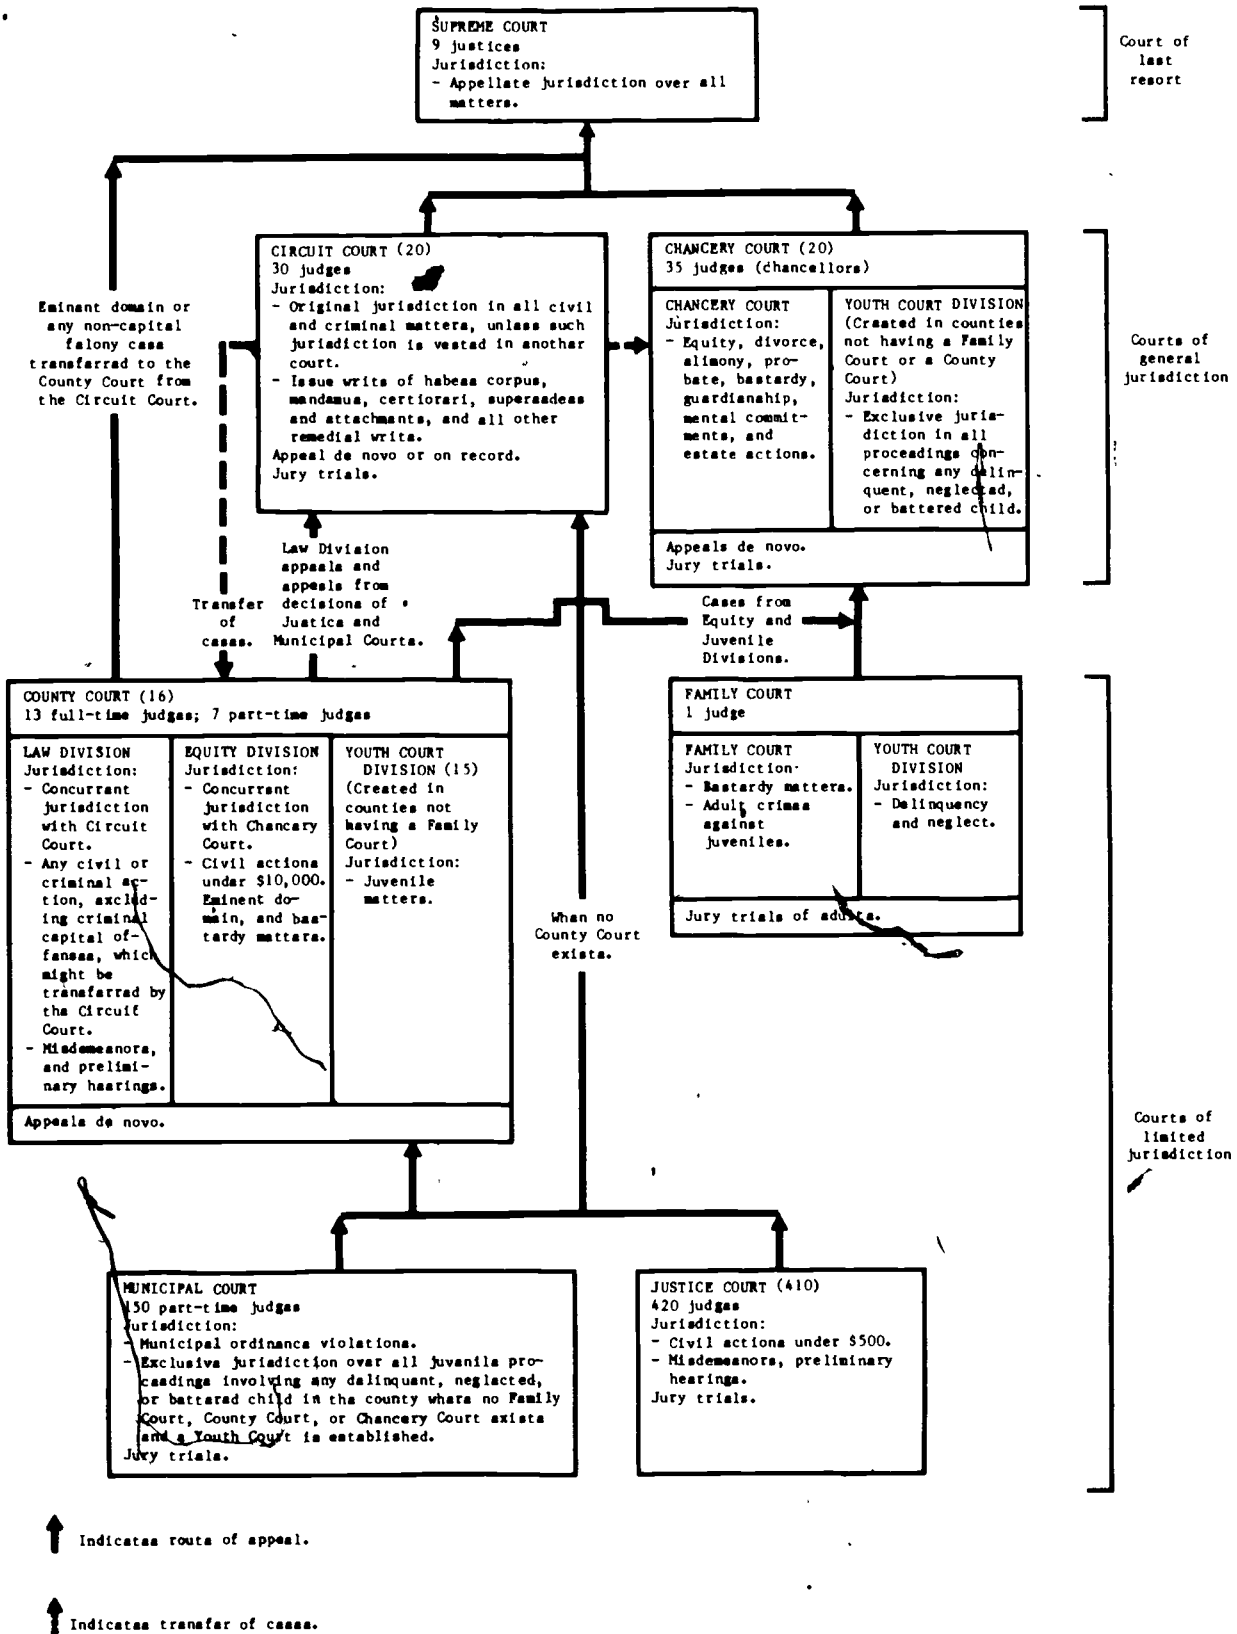 SUPREME COURT
9 justices
Jurisdiction:
- Appellate jurisdiction over all
matters.
Court of
last
resort
CIRCUIT COURT (20)
30 judges
Jurisdiction:
- Original jurisdiction in all civil
and criminal matters, unless such
jurisdiction is vested in another
court.
- Issue writs of habeas corpus,
mandamus, certiorari, supersedeas
and attachments, and all other
remedial writs.
Appeal de novo or on record.
Jury trials.
CHANCERY COURT (20)
35 judges (chancellors)
CHANCERY COURT
Jurisdiction:
- Equity, divorce,
alimony, pro-
bate, bastardy,
guardianship,
mental commit-
ments, and
estate actions.
YOUTH COURT DIVISION
(Created in counties
not having a Family
Court or a County
Court)
Jurisdiction:
- Exclusive juris-
diction in all
proceedings con-
cerning any delin-
quent, neglected,
or battered child.
Appeals de novo.
Jury trials.
Courts of
general
jurisdiction
Eminent domain or
any non-capital
felony case
transferred to the
County Court from
the Circuit Court.
Transfer
of
cases.
Law Division
appeals and
appeals from
decisions of
Justice and
Municipal Courts.
Cases from
Equity and
Juvenile
Divisions.
COUNTY COURT (16)
13 full-time judges; 7 part-time judges
LAW DIVISION
Jurisdiction:
- Concurrent
jurisdiction
with Circuit
Court.
- Any civil or
criminal ac-
tion, exclud-
ing criminal
capital of-
fenses, which
might be
transferred by
the Circuit
Court.
- Misdemeanors,
and prelimi-
nary hearings.
EQUITY DIVISION
Jurisdiction:
- Concurrent
jurisdiction
with Chancery
Court.
- Civil actions
under $10,000.
Eminent do-
main, and bas-
tardy matters.
YOUTH COURT
DIVISION (15)
(Created in
counties not
having a Family
Court)
Jurisdiction:
- Juvenile
matters.
Appeals de novo.
FAMILY COURT
1 judge
FAMILY COURT
Jurisdiction-
- Bastardy matters.
- Adult crimes
against
juveniles.
YOUTH COURT
DIVISION
Jurisdiction:
- Delinquency
and neglect.
Jury trials of adults.
When no
County Court
exists.
Courts of
limited
jurisdiction
MUNICIPAL COURT
150 part-time judges
Jurisdiction:
- Municipal ordinance violations.
- Exclusive jurisdiction over all juvenile pro-
ceedings involving any delinquent, neglected,
or battered child in the county where no Family
Court, County Court, or Chancery Court exists
and a Youth Court is established.
Jury trials.
JUSTICE COURT (410)
420 judges
Jurisdiction:
- Civil actions under $500.
- Misdemeanors, preliminary
hearings.
Jury trials.
Indicates route of appeal.
Indicates transfer of cases.